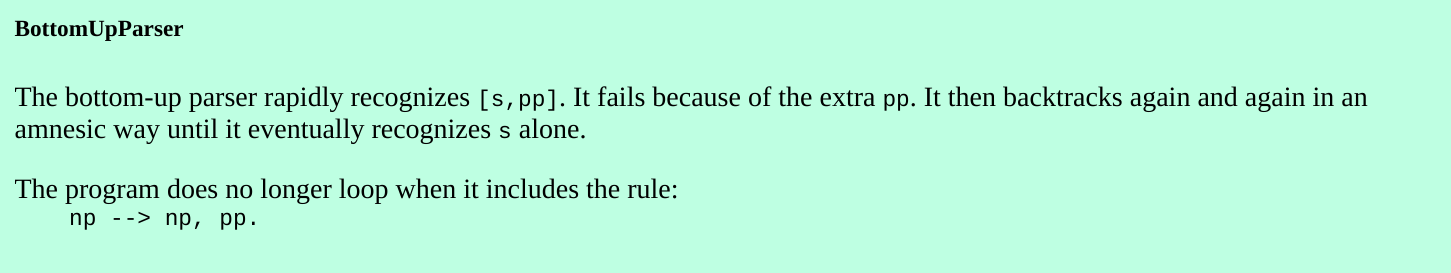 BottomUpParser
The bottom-up parser rapidly recognizes [s,pp]. It fails because of the extra pp. It then backtracks again and again in an
amnesic way until it eventually recognizes s alone.
The program does no longer loop when it includes the rule:
np --> np, pp.